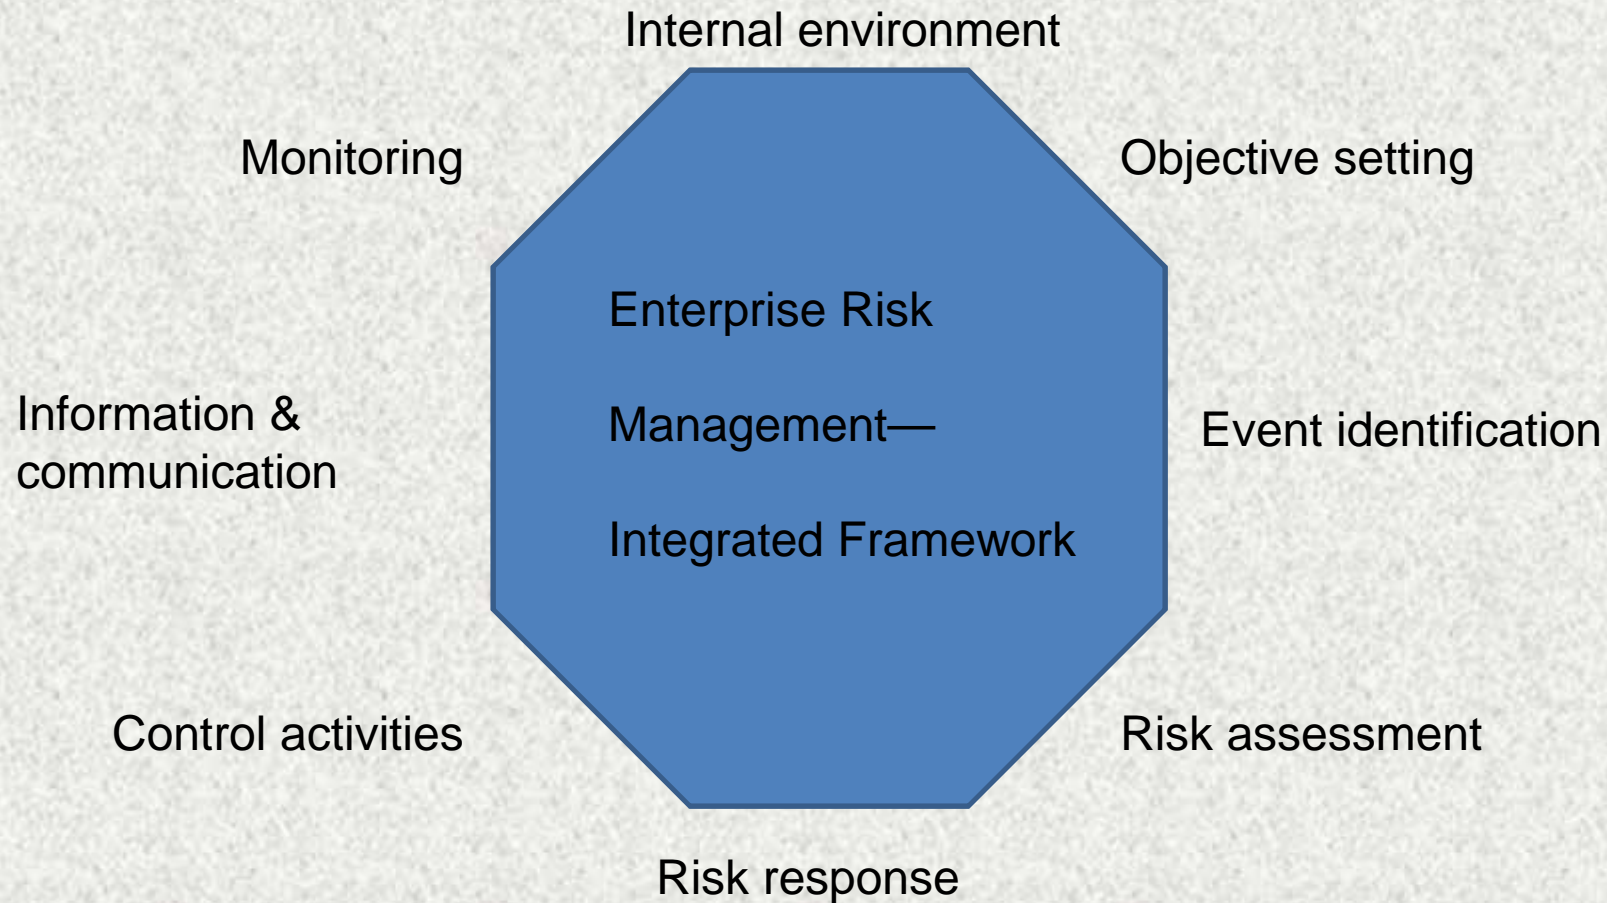 Internal environment
Monitoring
Objective setting
Enterprise Risk
Management—
Integrated Framework
Information &
communication
Event identification
Control activities
Risk assessment
Risk response